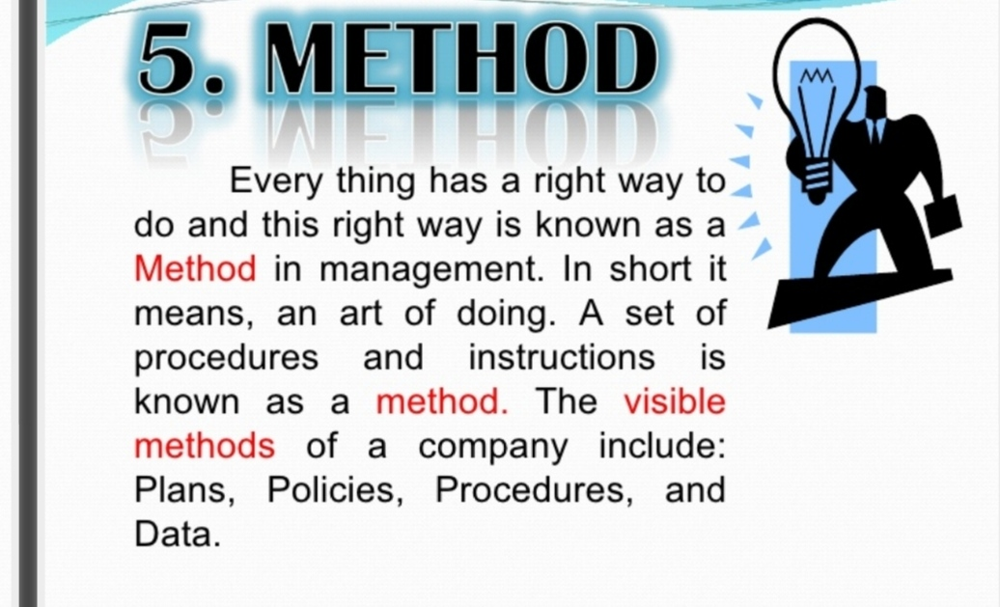 5. METHOD
Every thing has a right way to
do and this right way is known as a
Method in management. In short it
means, an art of doing. A set of
procedures and instructions is
known as a method. The visible
methods of a company include:
Plans, Policies, Procedures, and
Data.